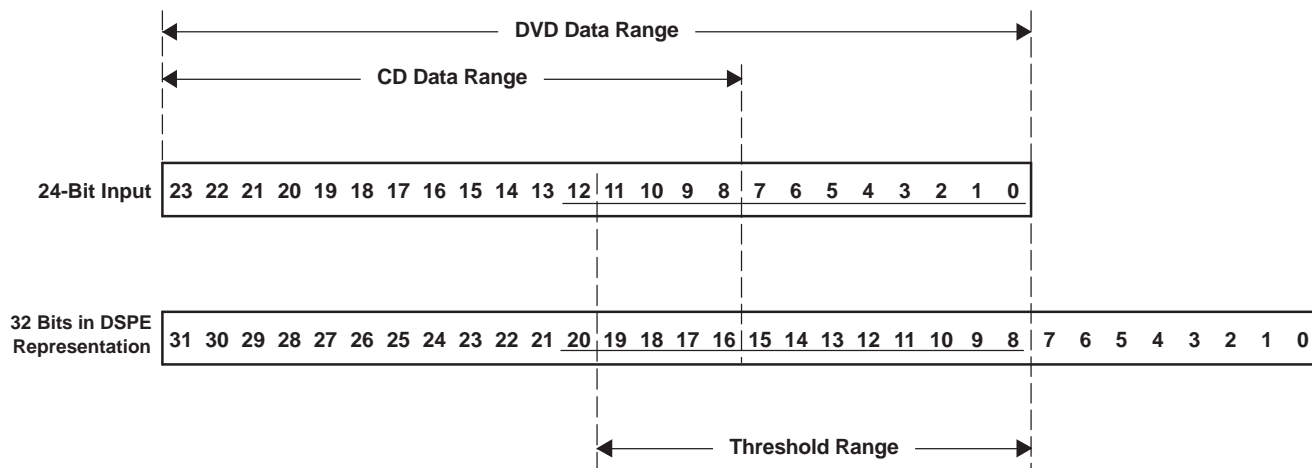 DVD Data Range
CD Data Range
24-Bit Input 23 22 21 20 19 18 17 16 15 14 13 12 11 10 9 8 7 6 5 4 3 2 1 0
32 Bits in DSPE
Representation 31 30 29 28 27 26 25 24 23 22 21 20 19 18 17 16 15 14 13 12 11 10 9 8 7 6 5 4 3 2 1 0
Threshold Range